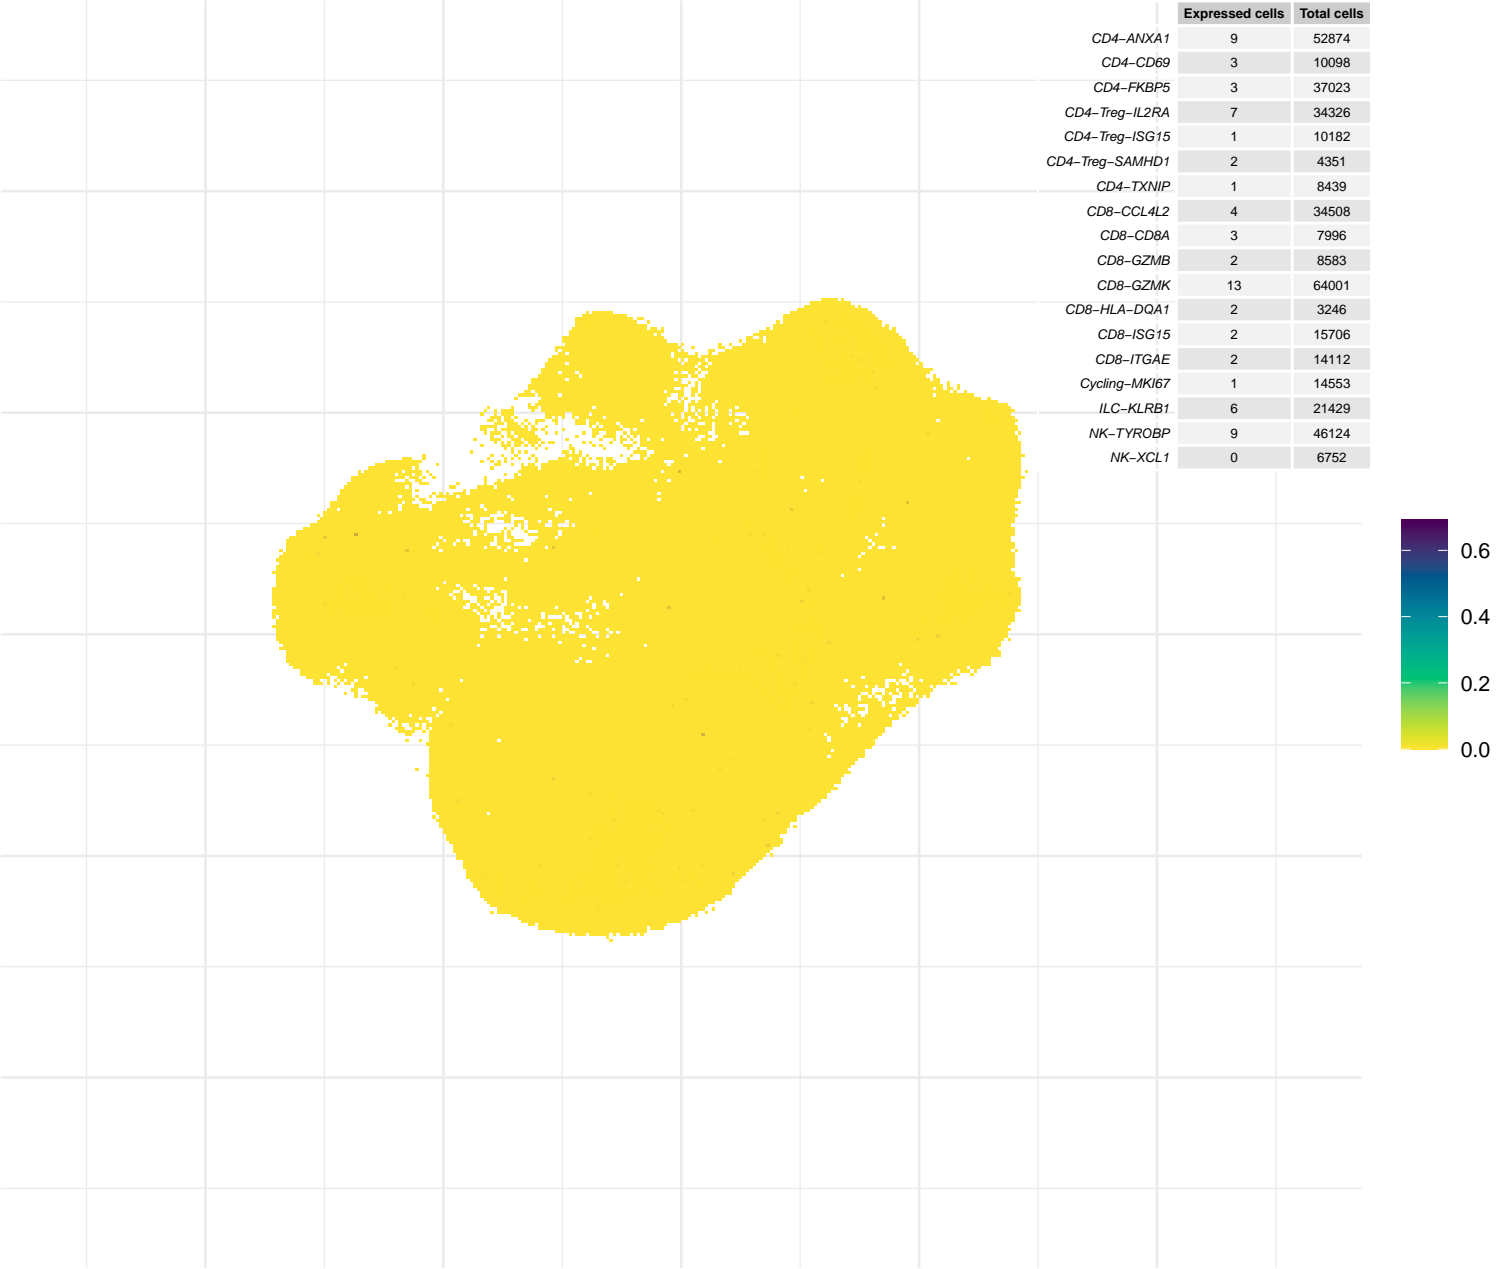 Expressed cells Total cells
CD4−ANXA1 9 52874
CD4−CD69 3 10098
CD4−FKBP5 3 37023
CD4−Treg−IL2RA 7 34326
CD4−Treg−ISG15 1 10182
CD4−Treg−SAMHD1 2 4351
CD4−TXNIP 1 8439
CD8−CCL4L2 4 34508
CD8−CD8A 3 7996
CD8−GZMB 2 8583
CD8−GZMK 13 64001
CD8−HLA−DQA1 2 3246
CD8−ISG15 2 15706
CD8−ITGAE 2 14112
Cycling−MKI67 1 14553
ILC−KLRB1 6 21429
NK−TYROBP 9 46124
NK−XCL1 0 6752
0.6
0.4
0.2
0.0